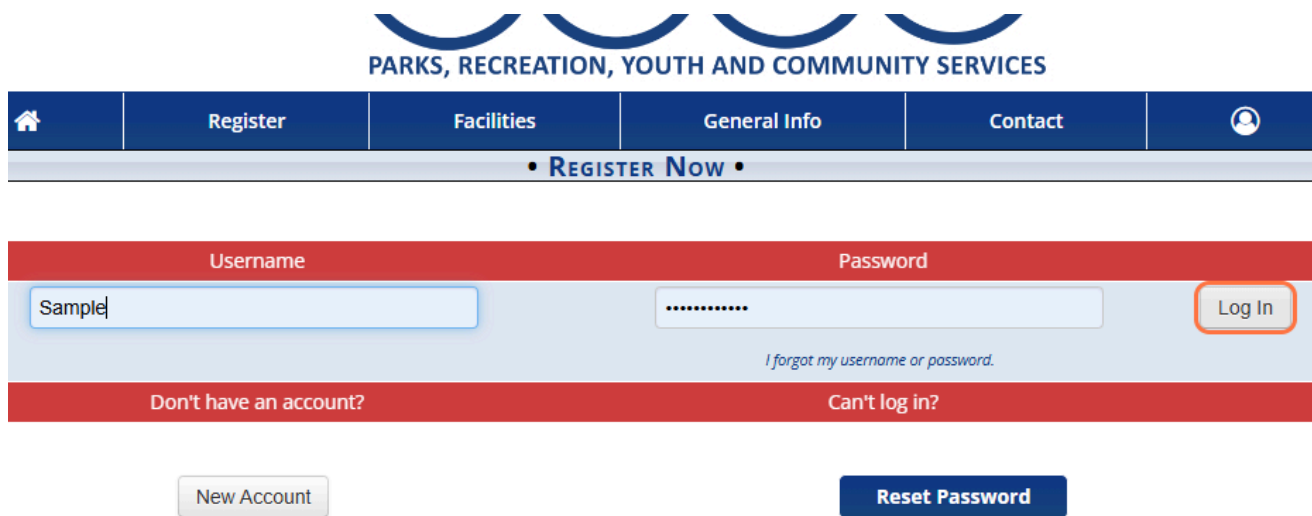 PARKS, RECREATION, YOUTH AND COMMUNITY SERVICES
Register Facilities General Info Contact
• REGISTER NOW •
Username Password
Sample •••••••••••• Log In
I forgot my username or password.
Don't have an account? Can't log in?
New Account Reset Password